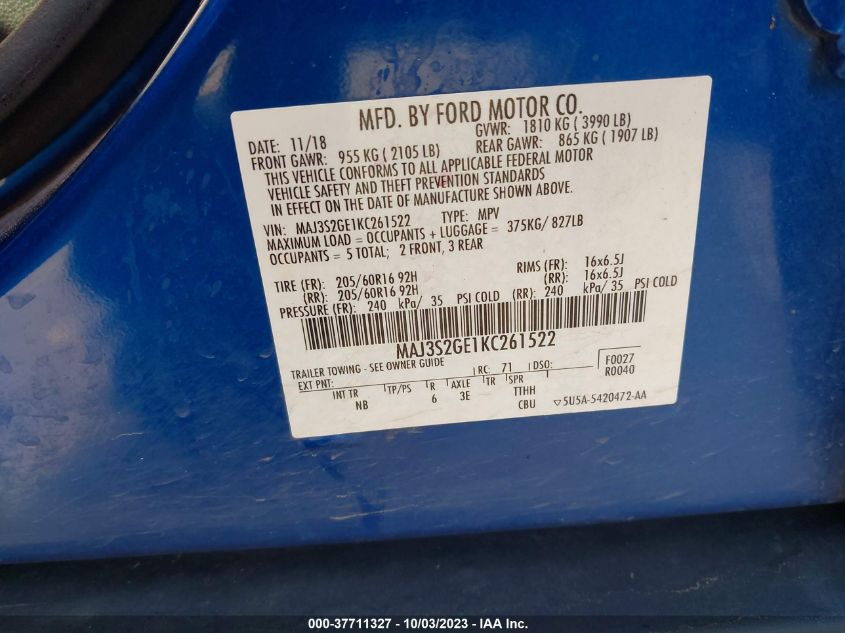 MFD. BY FORD MOTOR CO.
DATE: 11/18 GVWR: 1810 KG ( 3990 LB)
FRONT GAWR: 955 KG ( 2105 LB) REAR GAWR: 865 KG ( 1907 LB)
THIS VEHICLE CONFORMS TO ALL APPLICABLE FEDERAL MOTOR
VEHICLE SAFETY AND THEFT PREVENTION STANDARDS
IN EFFECT ON THE DATE OF MANUFACTURE SHOWN ABOVE.
VIN: MAJ3S2GE1KC261522 TYPE: MPV
MAXIMUM LOAD = OCCUPANTS + LUGGAGE = 375KG/ 827LB
OCCUPANTS = 5 TOTAL; 2 FRONT, 3 REAR
TIRE (FR): 205/60R16 92H RIMS (FR): 16x6.5J
(RR): 205/60R16 92H (RR): 16x6.5J
PRESSURE (FR): 240 kPa/ 35 PSI COLD (RR): 240 kPa/ 35 PSI COLD
MAJ3S2GE1KC261522
TRAILER TOWING - SEE OWNER GUIDE
EXT PNT: RC: 71 DSO: F0027
R0040
INT TR TP/PS R AXLE TR SPR
NB 6 3E TTHH
CBU 5U5A-5420472-AA
000-37711327 - 10/03/2023 - IAA Inc.